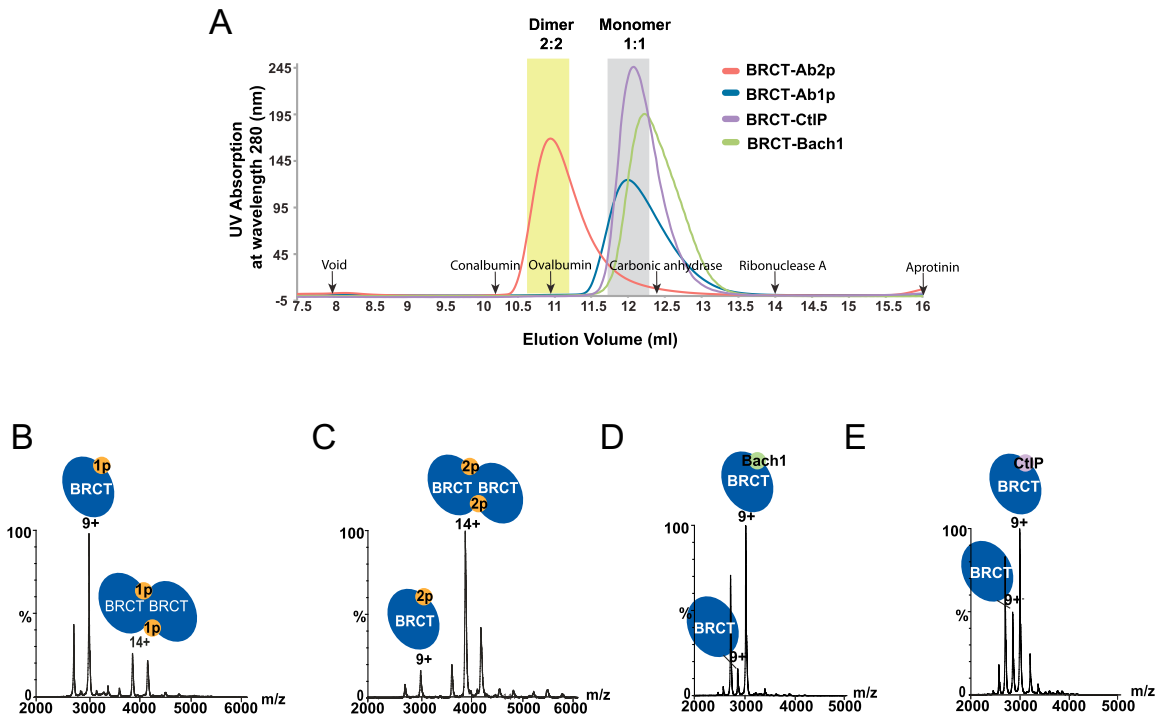 A
Dimer
2:2
Monomer
1:1
UV Absorption
at wavelength 280 (nm)
245
195
145
95
45
-5
BRCT-Ab2p
BRCT-Ab1p
BRCT-CtIP
BRCT-Bach1
Void
Conalbumin
Ovalbumin
Carbonic anhydrase
Ribonuclease A
Aprotinin
7.5 8 8.5 9 9.5 10 10.5 11 11.5 12 12.5 13 13.5 14 14.5 15 15.5 16
Elution Volume (ml)
B
1p
BRCT
9+
100
1p
BRCT BRCT
1p
14+
%
0
2000 3000 4000 5000 6000 m/z
C
2p
BRCT BRCT
2p
14+
100
2p
BRCT
9+
%
0
2000 3000 4000 5000 6000 m/z
D
Bach1
BRCT
9+
100
%
BRCT
9+
0
2000 3000 4000 5000 m/z
E
CtIP
BRCT
9+
100
BRCT
9+
%
0
2000 3000 4000 5000 m/z